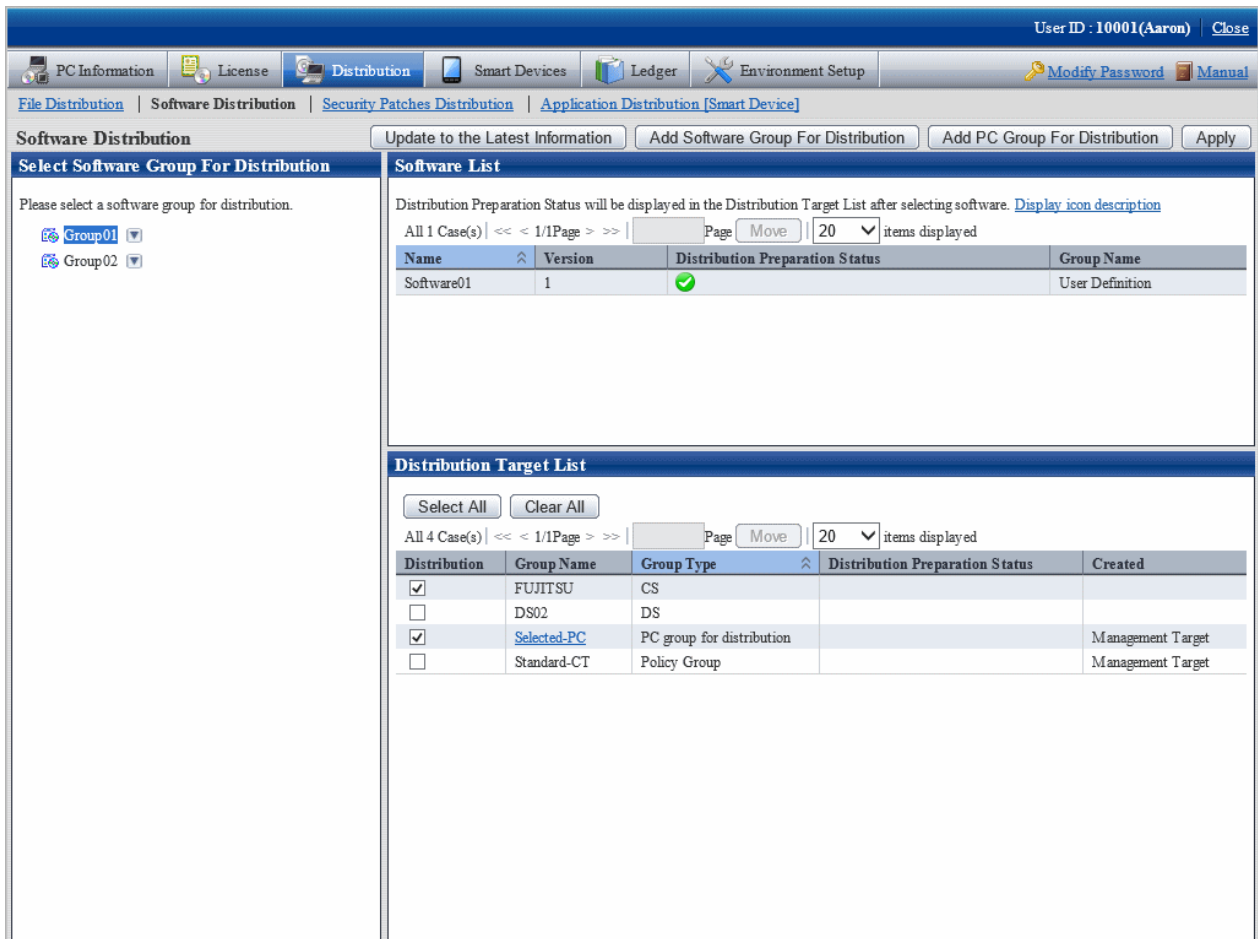 User ID : 10001(Aaron) Close
PC Information License Distribution Smart Devices Ledger Environment Setup Modify Password Manual
File Distribution | Software Distribution | Security Patches Distribution | Application Distribution [Smart Device]
Software Distribution Update to the Latest Information Add Software Group For Distribution Add PC Group For Distribution Apply
Select Software Group For Distribution
Please select a software group for distribution.
Group01
Group02
Software List
Distribution Preparation Status will be displayed in the Distribution Target List after selecting software. Display icon description
All 1 Case(s) | << < 1/1Page > >> | Page Move | 20 items displayed
Name Version Distribution Preparation Status Group Name
Software01 1 User Definition
Distribution Target List
Select All Clear All
All 4 Case(s) | << < 1/1Page > >> | Page Move | 20 items displayed
Distribution Group Name Group Type Distribution Preparation Status Created
FUJITSU CS
DS02 DS
Selected-PC PC group for distribution Management Target
Standard-CT Policy Group Management Target